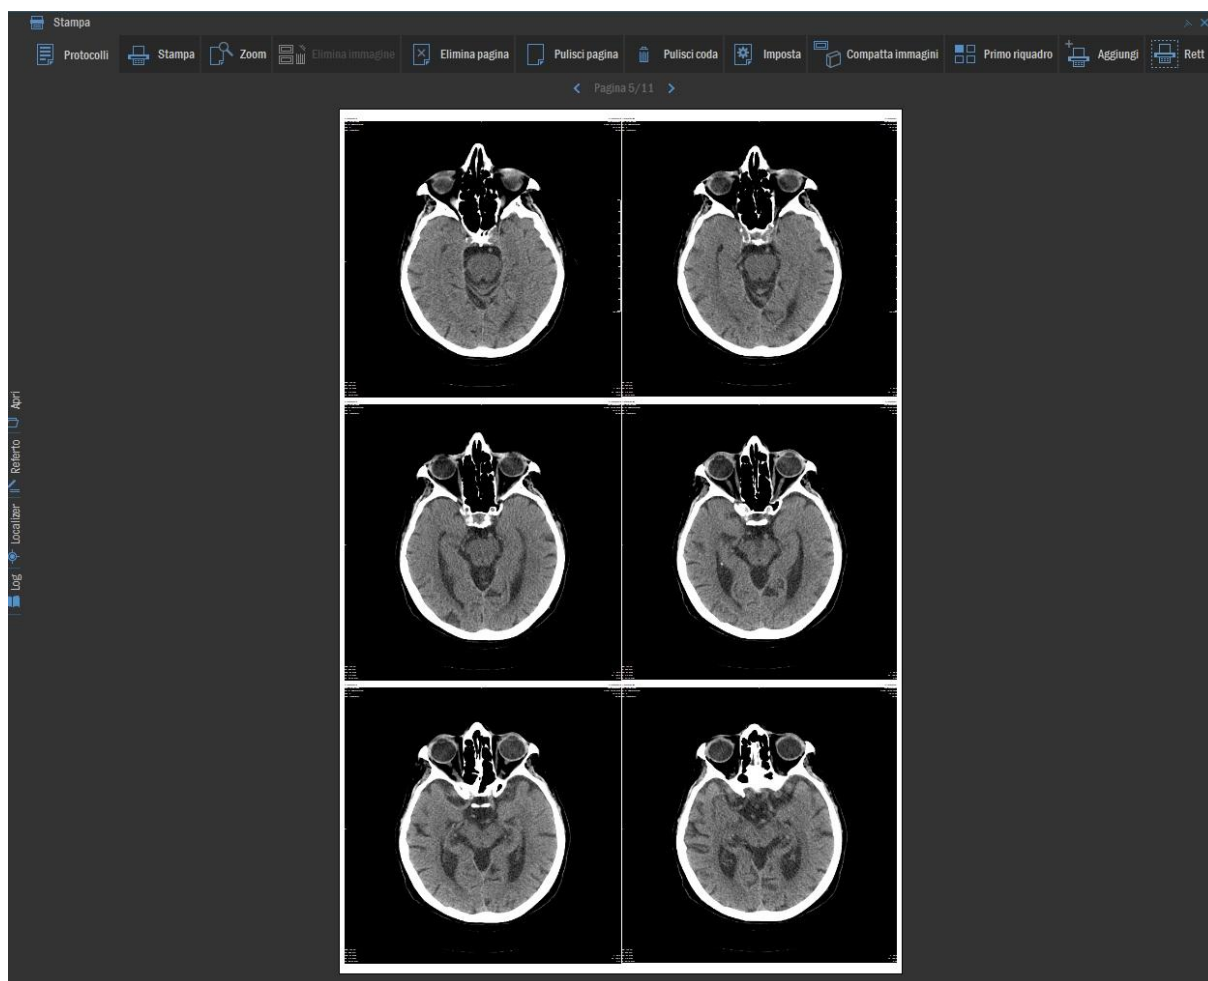 Stampa
Protocolli Stampa Zoom Elimina immagine Elimina pagina Pulisci pagina Pulisci coda Imposta Compatta immagini Primo riquadro Aggiungi Rett
Pagina 5/11
Apri
Referto
Localizer
Log